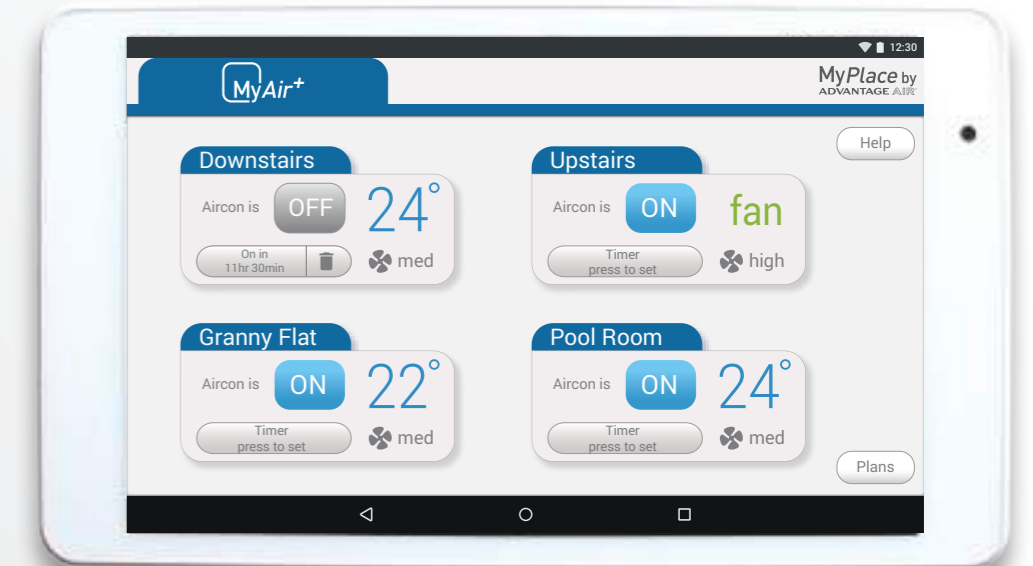 12:30
MyAir+
MyPlace by
ADVANTAGE AIR
Help
Downstairs
Aircon is OFF 24°
On in
11hr 30min
med
Upstairs
Aircon is ON fan
Timer
press to set
high
Granny Flat
Aircon is ON 22°
Timer
press to set
med
Pool Room
Aircon is ON 24°
Timer
press to set
med
Plans